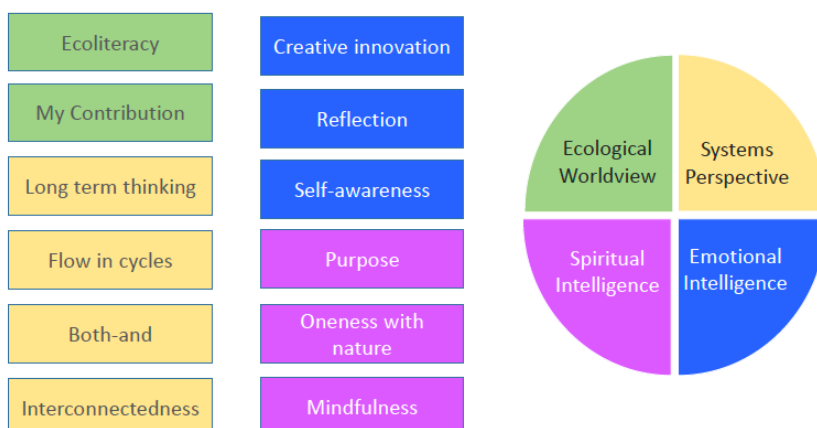 Ecoliteracy
My Contribution
Long term thinking
Flow in cycles
Both-and
Interconnectedness
Creative innovation
Reflection
Self-awareness
Purpose
Oneness with
nature
Mindfulness
Ecological
Worldview
Systems
Perspective
Spiritual
Intelligence
Emotional
Intelligence